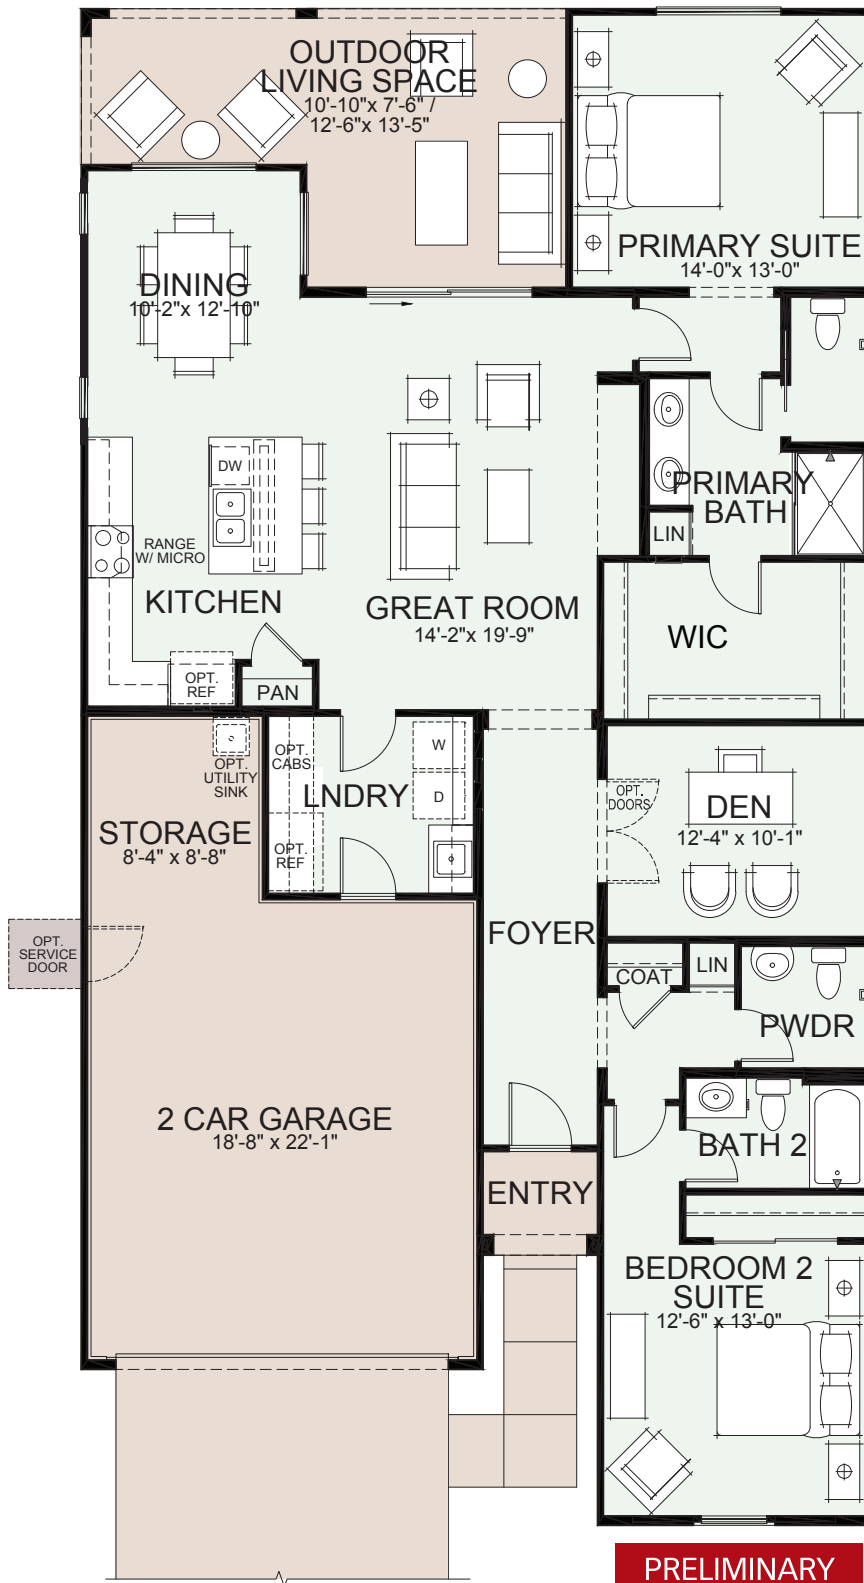 OUTDOOR
LIVING SPACE
10'-10"x 7'-6" /
12'-6"x 13'-5"
PRIMARY SUITE
14'-0"x 13'-0"
DINING
10'-2"x 12'-10"
DW
RANGE
W/ MICRO
KITCHEN
OPT.
REF
PAN
GREAT ROOM
14'-2"x 19'-9"
PRIMARY
BATH
LIN
WIC
OPT.
UTILITY
SINK
OPT.
CABS
W
D
LNDRY
OPT.
REF
STORAGE
8'-4" x 8'-8"
OPT.
DOORS
DEN
12'-4" x 10'-1"
OPT.
SERVICE
DOOR
FOYER
COAT
LIN
PWDR
2 CAR GARAGE
18'-8" x 22'-1"
BATH 2
ENTRY
BEDROOM 2
SUITE
12'-6" x 13'-0"
PRELIMINARY